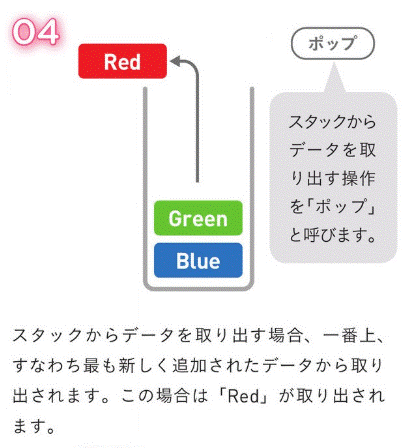 04
ポップ
Red
スタックから
データを取
り出す操作
を「ポップ」
と呼びます。
Green
Blue
スタックからデータを取り出す場合、一番上、
すなわち最も新しく追加されたデータから取り
出されます。この場合は「Red」が取り出され
ます。